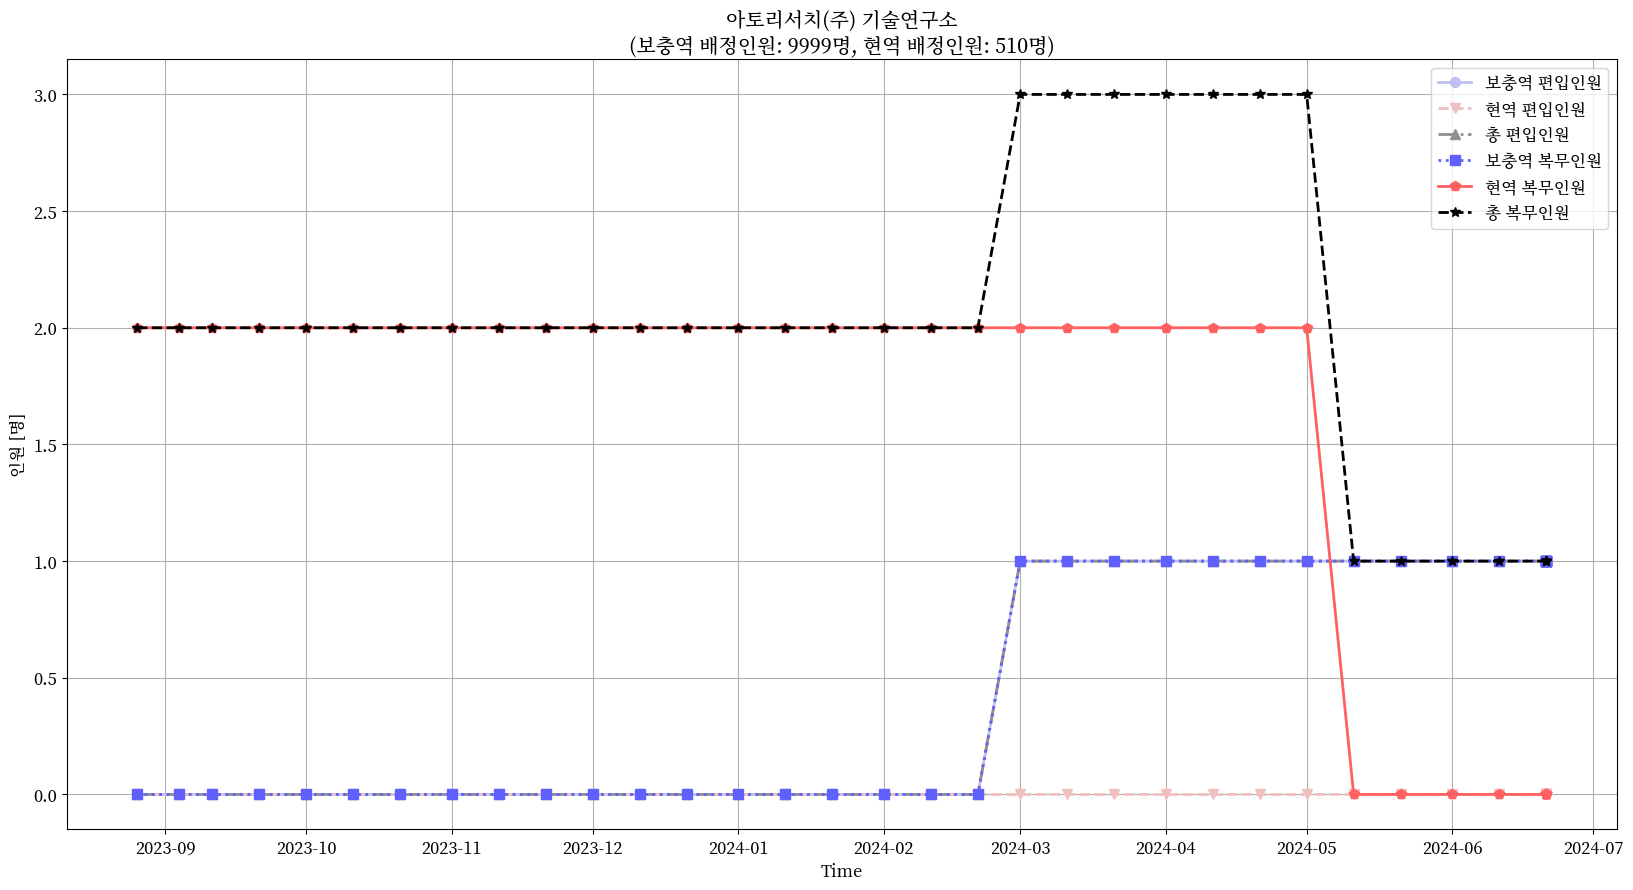 아토리서치(주) 기술연구소
(보충역 배정인원: 9999명, 현역 배정인원: 510명)
보충역 편입인원
현역 편입인원
총 편입인원
보충역 복무인원
현역 복무인원
총 복무인원
인원 [명]
3.0
2.5
2.0
1.5
1.0
0.5
0.0
2023-09
2023-10
2023-11
2023-12
2024-01
2024-02
2024-03
2024-04
2024-05
2024-06
2024-07
Time